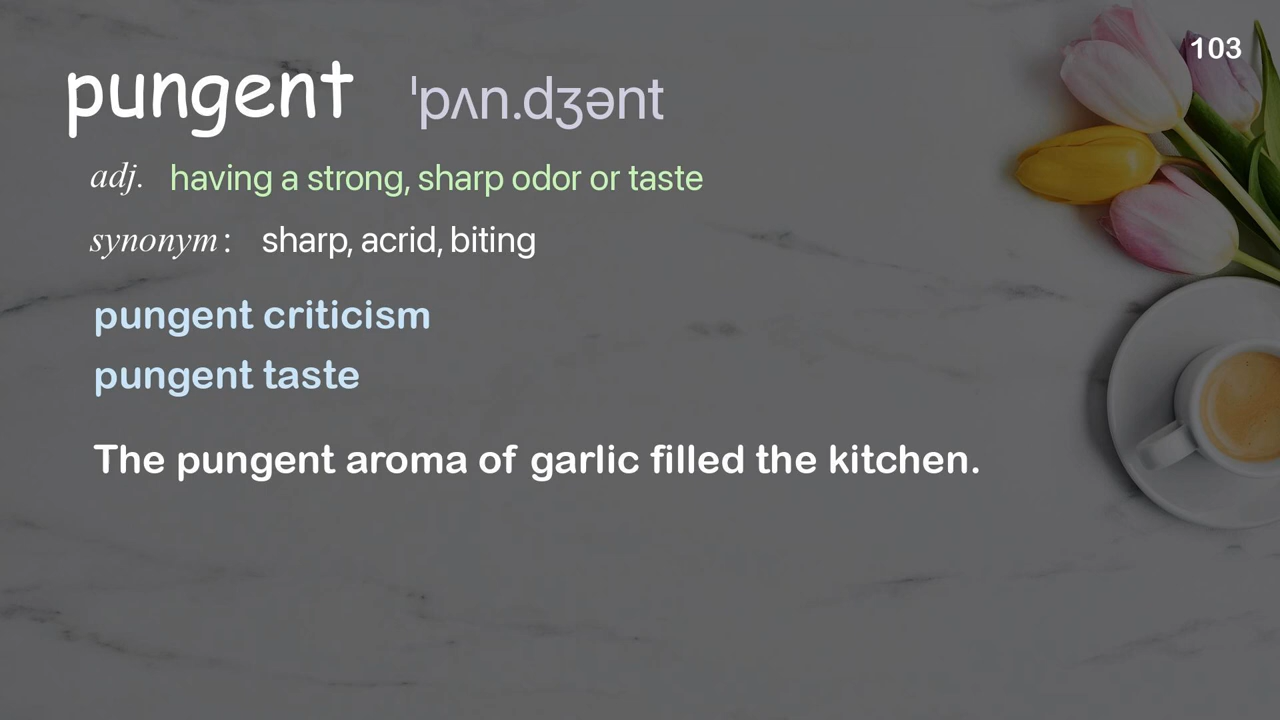 103
pungent ˈpʌn.dʒənt
adj. having a strong, sharp odor or taste
synonym: sharp, acrid, biting
pungent criticism
pungent taste
The pungent aroma of garlic filled the kitchen.